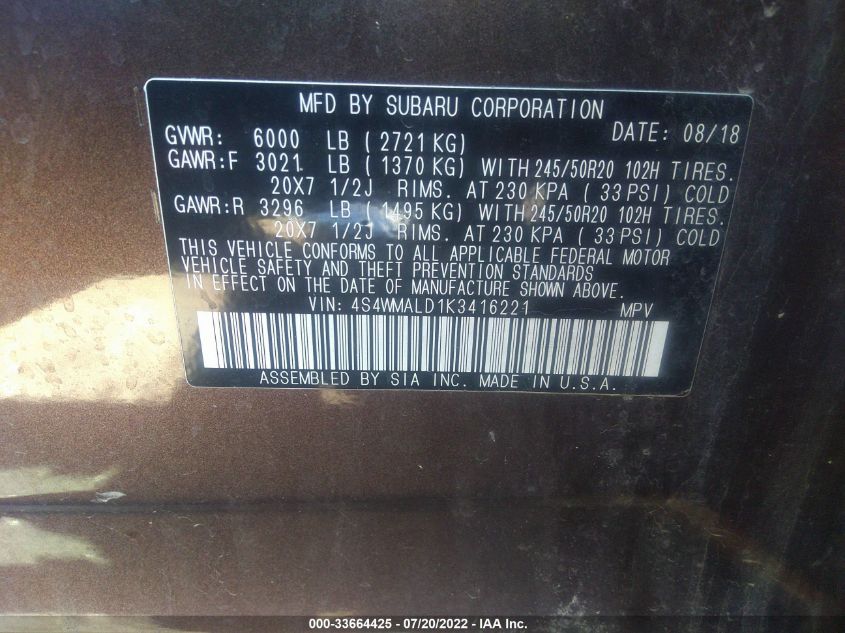 MFD BY SUBARU CORPORATION
DATE: 08/18
GVWR: 6000 LB ( 2721 KG)
GAWR:F 3021 LB ( 1370 KG) WITH 245/50R20 102H TIRES.
20X7 1/2J RIMS. AT 230 KPA ( 33 PSI) COLD
GAWR:R 3296 LB ( 1495 KG) WITH 245/50R20 102H TIRES.
20X7 1/2J RIMS. AT 230 KPA ( 33 PSI) COLD
THIS VEHICLE CONFORMS TO ALL APPLICABLE FEDERAL MOTOR
VEHICLE SAFETY AND THEFT PREVENTION STANDARDS
IN EFFECT ON THE DATE OF MANUFACTURE SHOWN ABOVE.
VIN: 4S4WMALD1K3416221 MPV
ASSEMBLED BY SIA INC. MADE IN U.S.A.
000-33664425 - 07/20/2022 - IAA Inc.